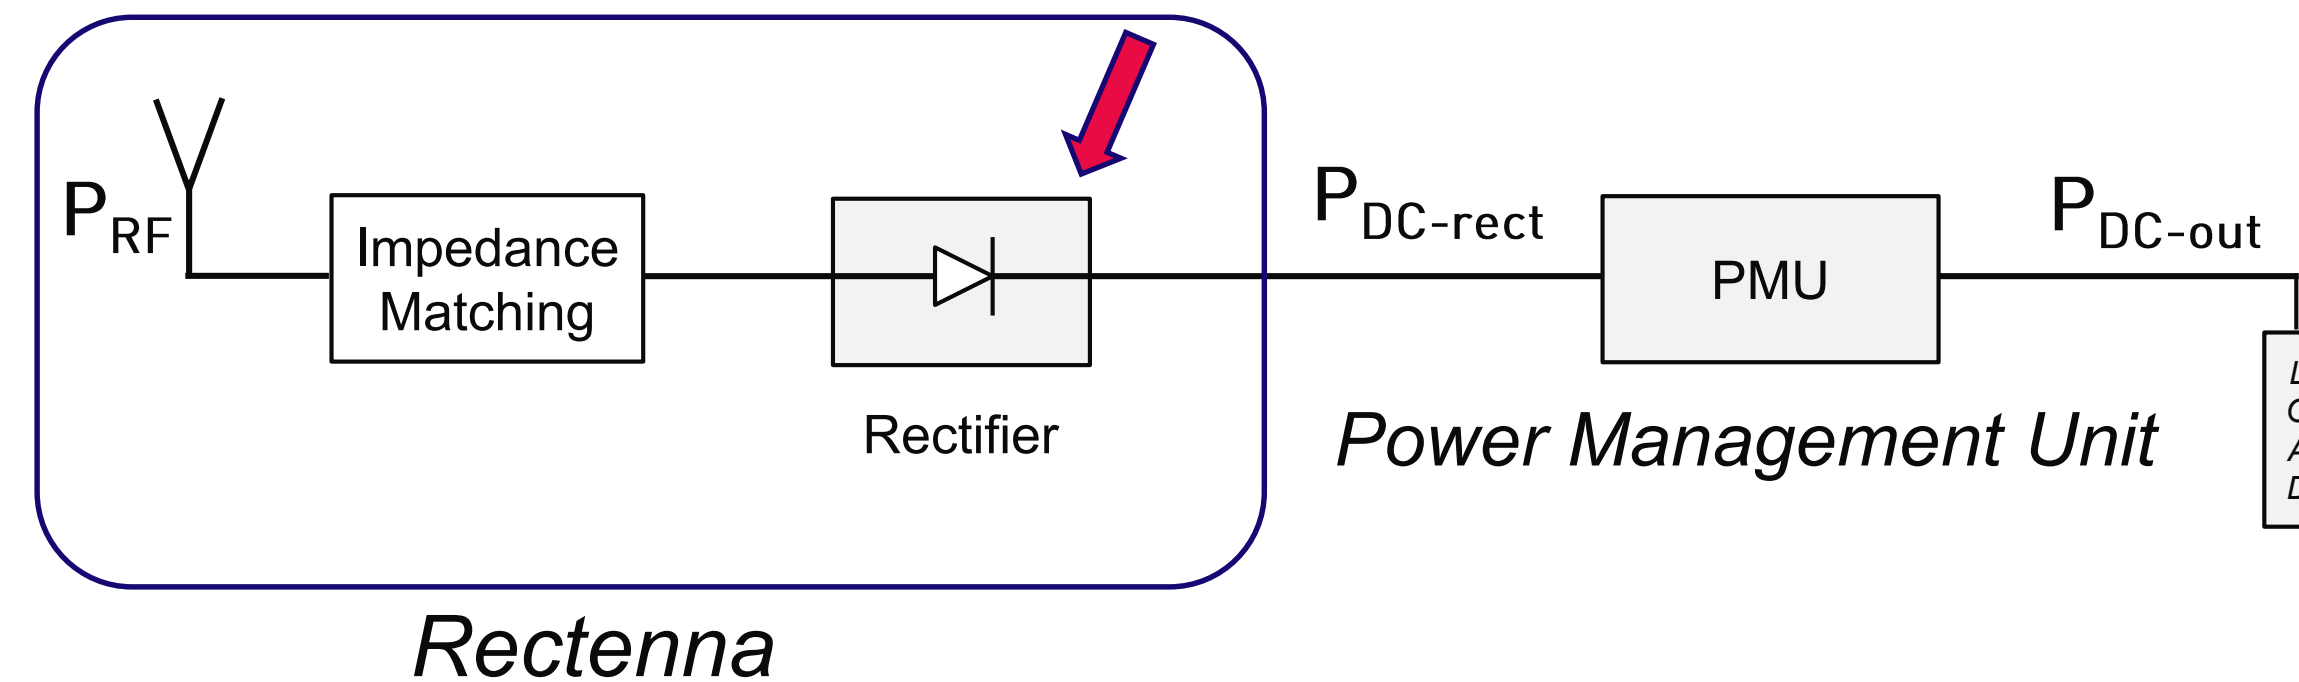 P_RF
Impedance
Matching
Rectifier
P_DC-rect
PMU
P_DC-out
Power Management Unit
L
O
A
D
Rectenna